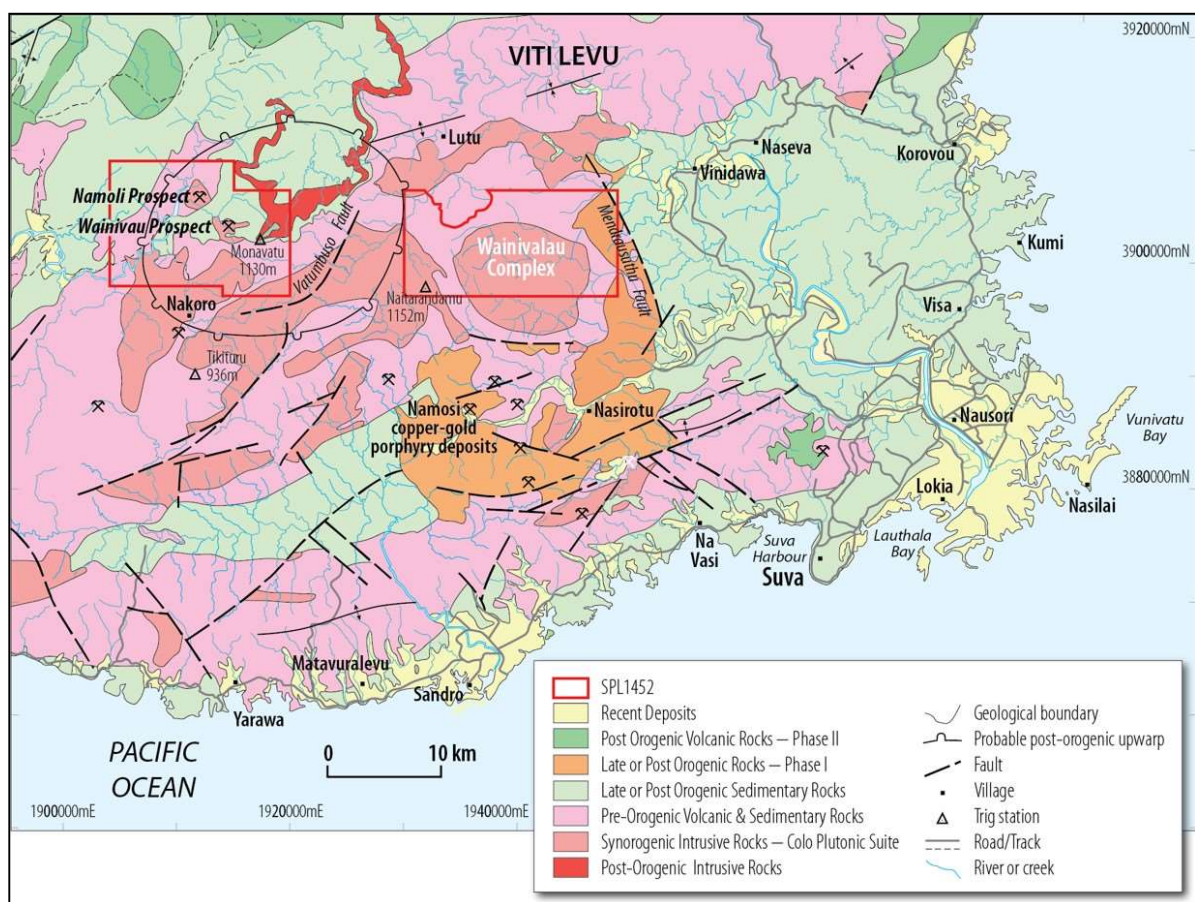 3920000mN
VITI LEVU
Lutu
Naseva
Korovou
Vinidawa
Namoli Prospect
Wainivau Prospect
Monavatu
1130m
Vatumbuso Fault
Mendrausuthu Fault
Wainivalau
Complex
3900000mN
Kumi
Naitarandamu
1152m
Nakoro
Visa
Tikituru
936m
Namosi
copper-gold
porphyry deposits
Nasirotu
Nausori
Vunivatu
Bay
3880000mN
Lokia
Nasilai
Na
Vasi
Suva
Harbour
Lauthala
Bay
Suva
Matavuralevu
Sandro
Yarawa
PACIFIC
OCEAN
0 10 km
1900000mE 1920000mE 1940000mE
SPL1452
Recent Deposits
Post Orogenic Volcanic Rocks — Phase II
Late or Post Orogenic Rocks — Phase I
Late or Post Orogenic Sedimentary Rocks
Pre-Orogenic Volcanic & Sedimentary Rocks
Synorogenic Intrusive Rocks — Colo Plutonic Suite
Post-Orogenic Intrusive Rocks
Geological boundary
Probable post-orogenic upwarp
Fault
Village
Trig station
Road/Track
River or creek